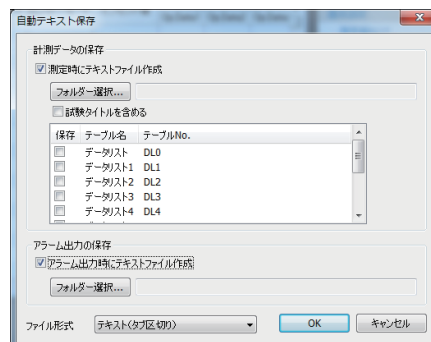 自動テキスト保存
計測データの保存
測定時にテキストファイル作成
フォルダー選択...
試験タイトルを含める
保存 テーブル名 テーブルNo.
データリスト DL0
データリスト1 DL1
データリスト2 DL2
データリスト3 DL3
データリスト4 DL4
アラーム出力の保存
アラーム出力時にテキストファイル作成
フォルダー選択...
ファイル形式 テキスト(タブ区切り) OK キャンセル